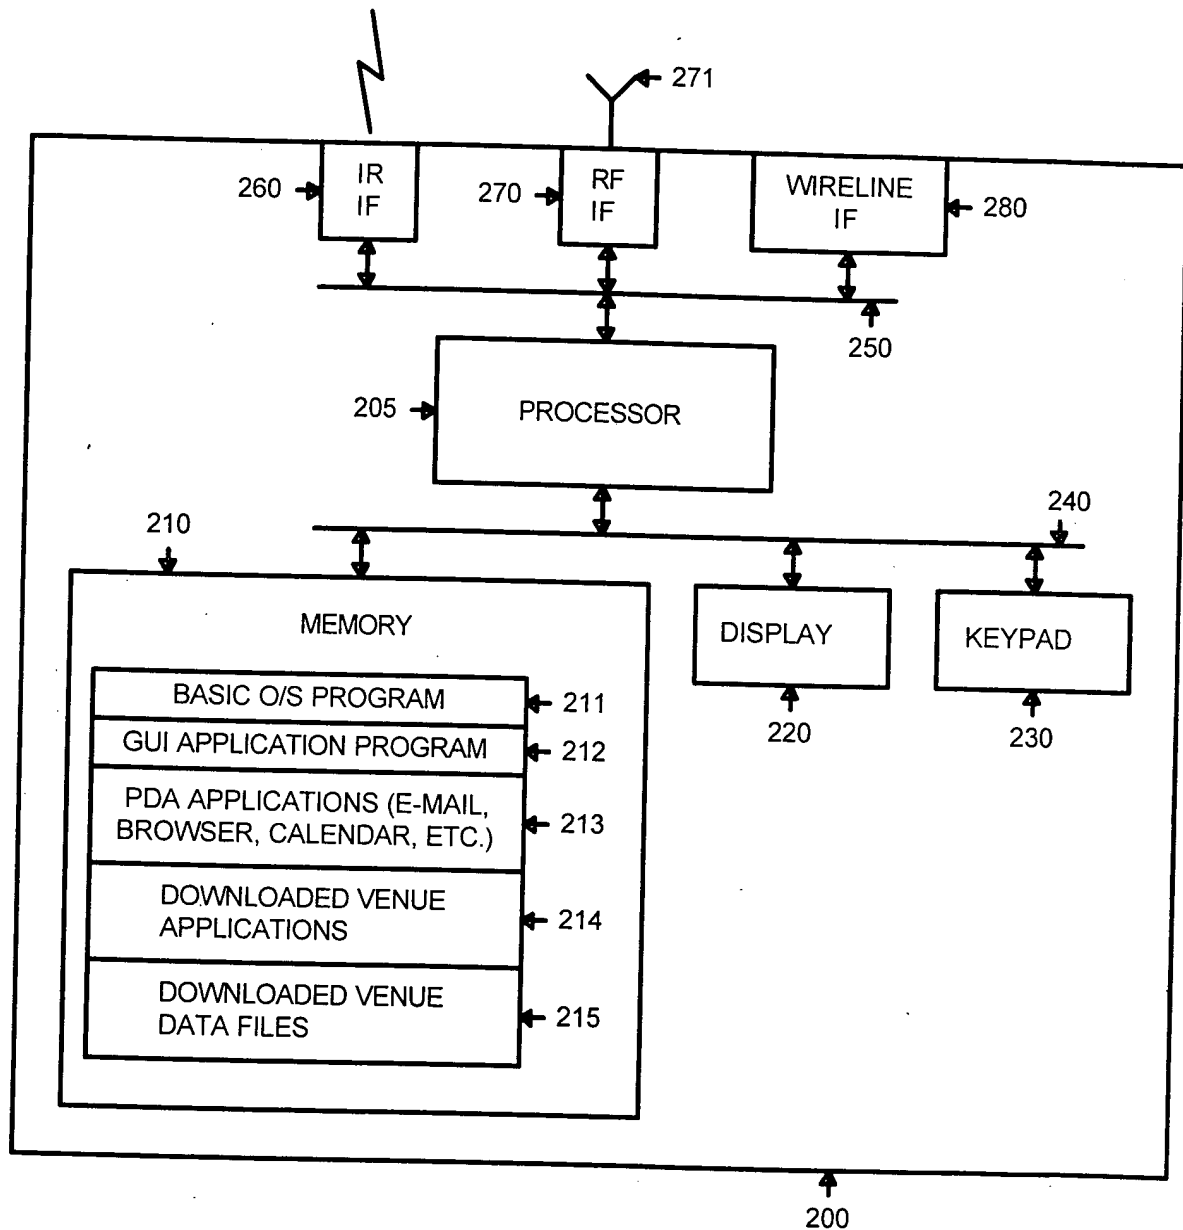 271
260
IR
IF
270
RF
IF
WIRELINE
IF
280
250
205
PROCESSOR
210
240
MEMORY
DISPLAY
KEYPAD
220
230
BASIC O/S PROGRAM
211
GUI APPLICATION PROGRAM
212
PDA APPLICATIONS (E-MAIL,
BROWSER, CALENDAR, ETC.)
213
DOWNLOADED VENUE
APPLICATIONS
214
DOWNLOADED VENUE
DATA FILES
215
200